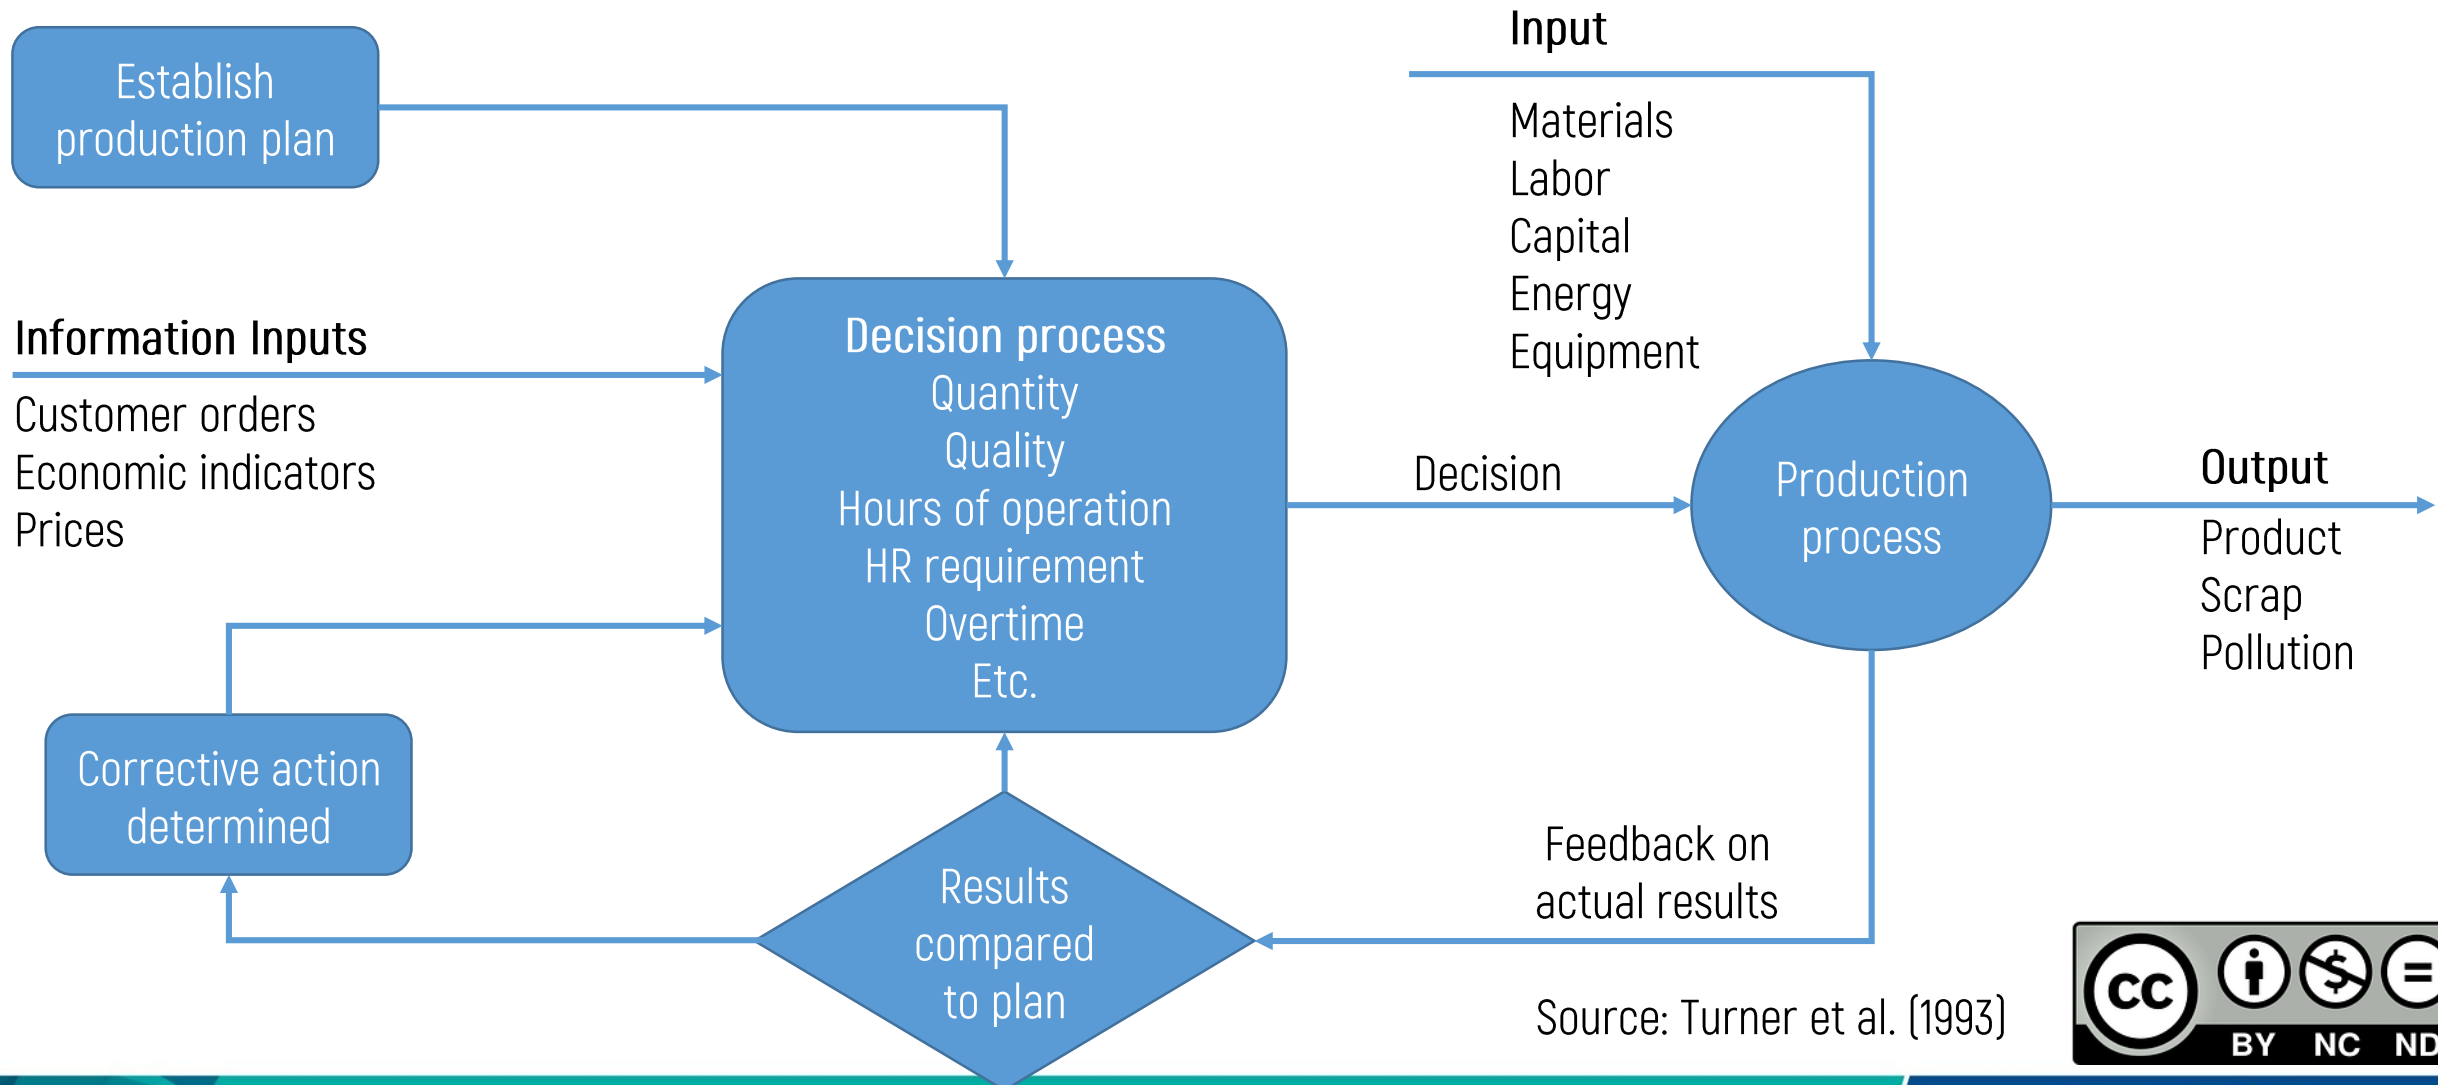 Establish
production plan
Input
Materials
Labor
Capital
Energy
Equipment
Information Inputs
Customer orders
Economic indicators
Prices
Decision process
Quantity
Quality
Hours of operation
HR requirement
Overtime
Etc.
Decision
Production
process
Output
Product
Scrap
Pollution
Corrective action
determined
Results
compared
to plan
Feedback on
actual results
Source: Turner et al. (1993)
cc
BY NC ND